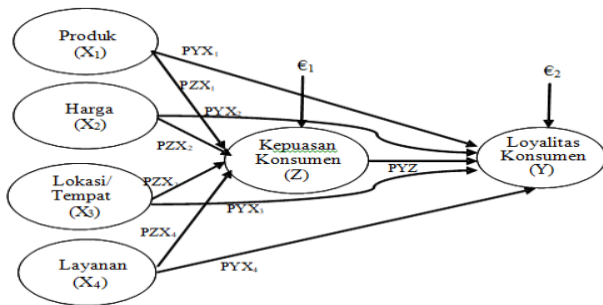 Produk
(X₁)
PYX₁
€₁
€₂
PZX₁
Harga
(X₂)
PYX₂
PZX₂
Kepuasan
Konsumen
(Z)
Loyalitas
Konsumen
(Y)
PYZ
Lokasi/
Tempat
(X₃)
PZX₃
PYX₃
PZX₄
Layanan
(X₄)
PYX₄